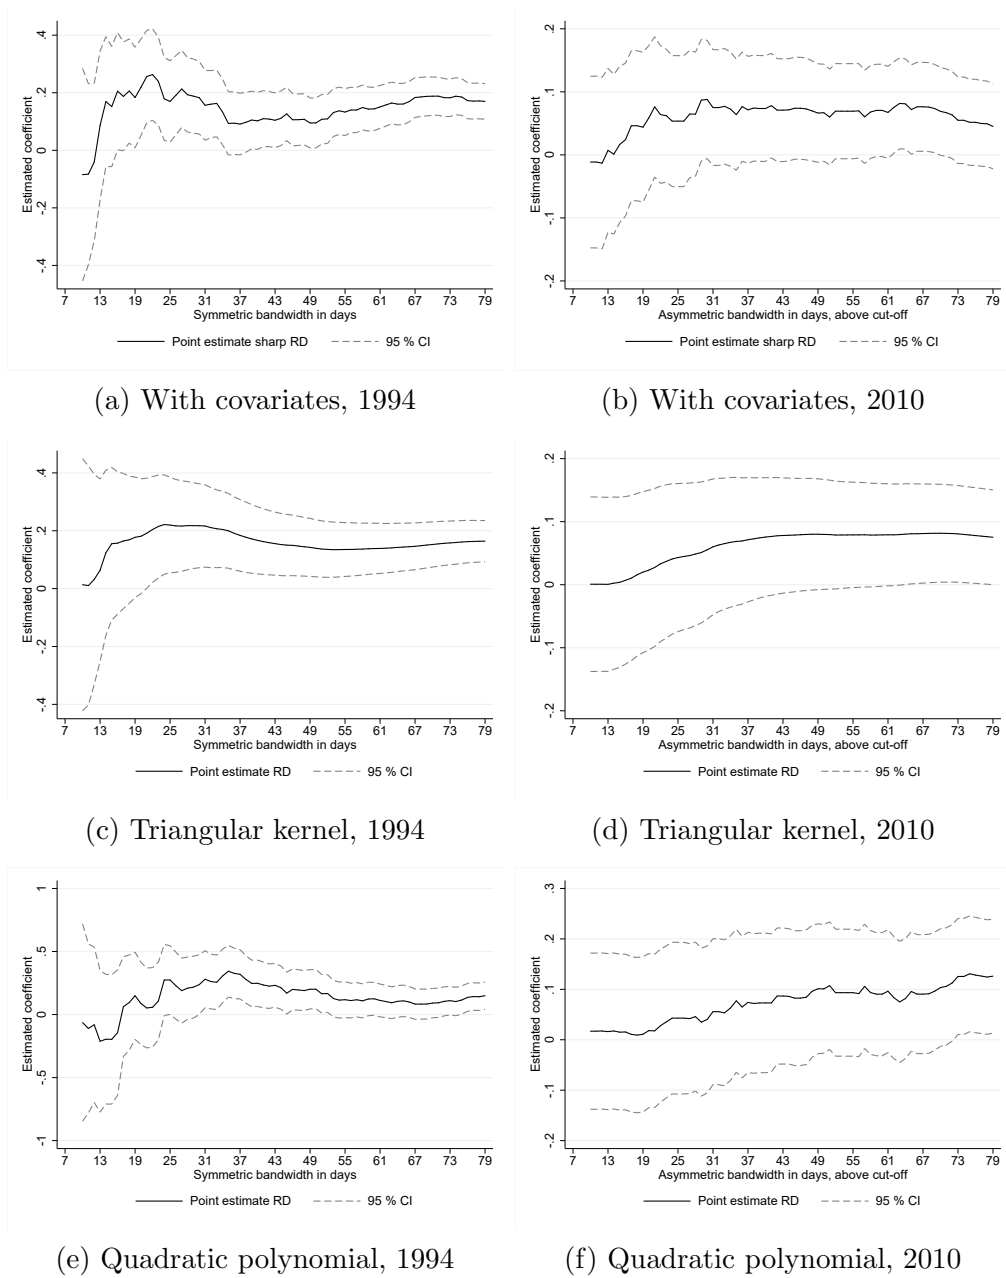 .4
.2
0
-.2
-.4
Estimated coefficient
7 13 19 25 31 37 43 49 55 61 67 73 79
Symmetric bandwidth in days
Point estimate sharp RD 95 % CI
(a) With covariates, 1994
.2
.1
0
-.1
-.2
Estimated coefficient
7 13 19 25 31 37 43 49 55 61 67 73 79
Asymmetric bandwidth in days, above cut-off
Point estimate sharp RD 95 % CI
(b) With covariates, 2010
.4
.2
0
-.2
-.4
Estimated coefficient
7 13 19 25 31 37 43 49 55 61 67 73 79
Symmetric bandwidth in days
Point estimate RD 95 % CI
(c) Triangular kernel, 1994
.2
.1
0
-.1
-.2
Estimated coefficient
7 13 19 25 31 37 43 49 55 61 67 73 79
Asymmetric bandwidth in days, above cut-off
Point estimate RD 95 % CI
(d) Triangular kernel, 2010
1
.5
0
-.5
-1
Estimated coefficient
7 13 19 25 31 37 43 49 55 61 67 73 79
Symmetric bandwidth in days
Point estimate RD 95 % CI
(e) Quadratic polynomial, 1994
.3
.2
.1
0
-.1
-.2
Estimated coefficient
7 13 19 25 31 37 43 49 55 61 67 73 79
Asymmetric bandwidth in days, above cut-off
Point estimate RD 95 % CI
(f) Quadratic polynomial, 2010